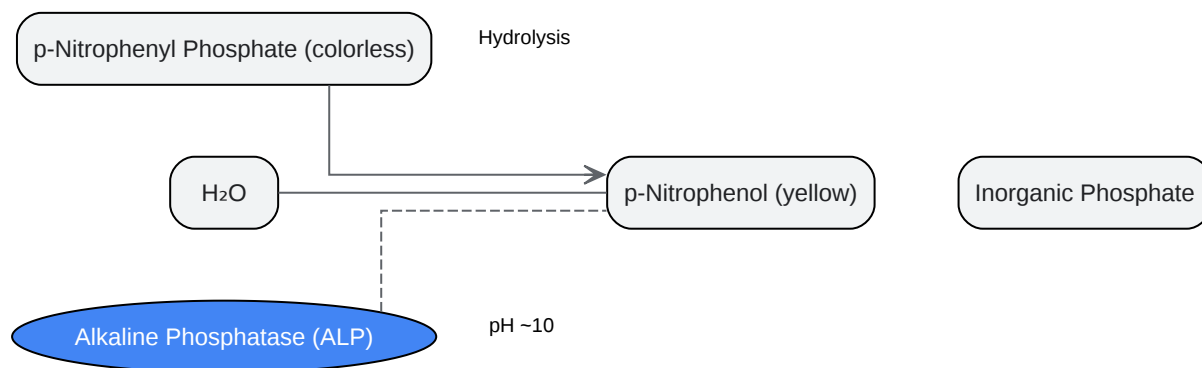 p-Nitrophenyl Phosphate (colorless)
Hydrolysis
H₂O
p-Nitrophenol (yellow)
Inorganic Phosphate
Alkaline Phosphatase (ALP)
pH ~10